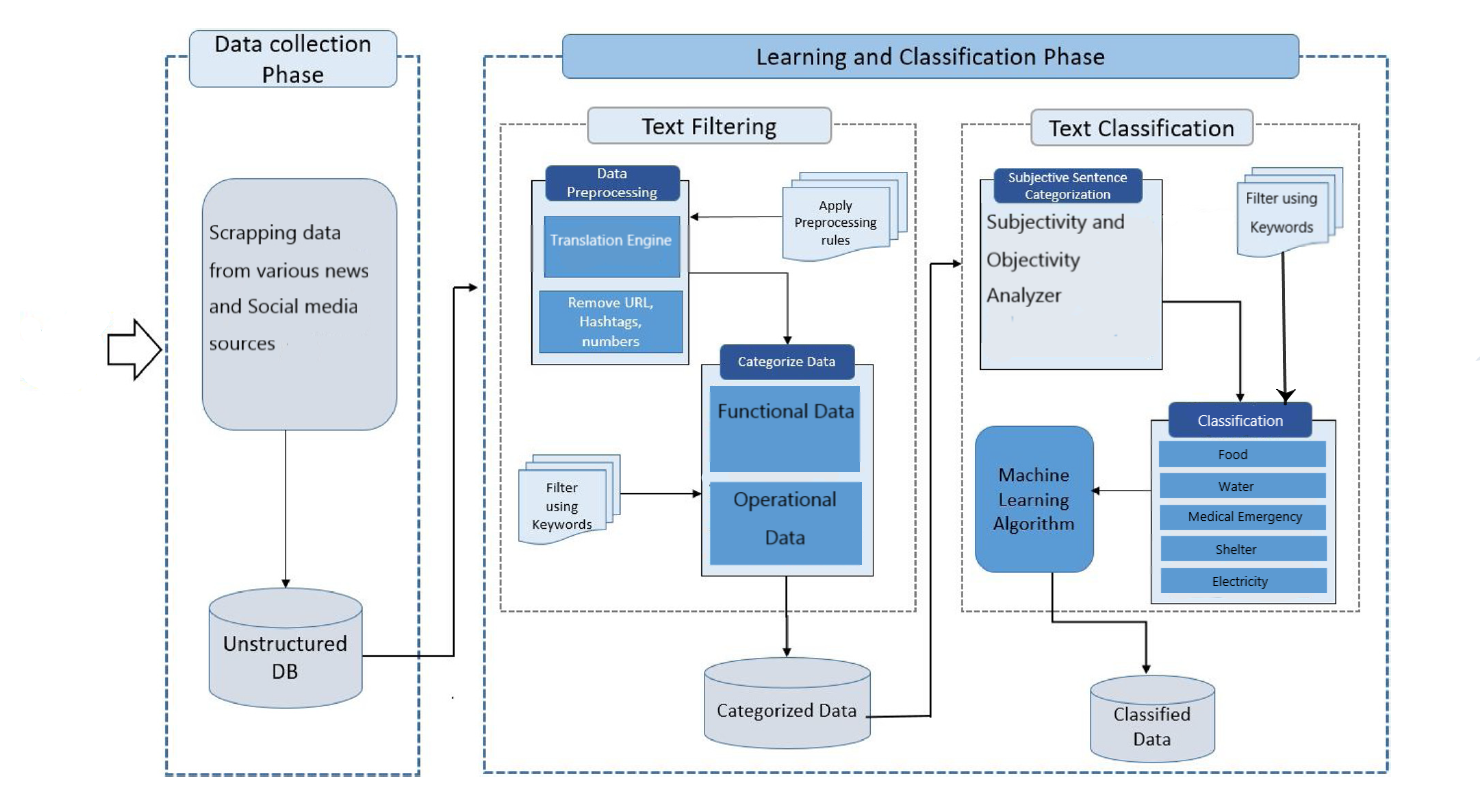 Data collection
Phase
Scrapping data
from various news
and Social media
sources
Unstructured
DB
Learning and Classification Phase
Text Filtering
Data
Preprocessing
Translation Engine
Remove URL,
Hashtags,
numbers
Apply
Preprocessing
rules
Categorize Data
Functional Data
Operational
Data
Filter
using
Keywords
Categorized Data
Text Classification
Subjective Sentence
Categorization
Subjectivity and
Objectivity
Analyzer
Filter using
Keywords
Classification
Food
Water
Medical Emergency
Shelter
Electricity
Machine
Learning
Algorithm
Classified
Data